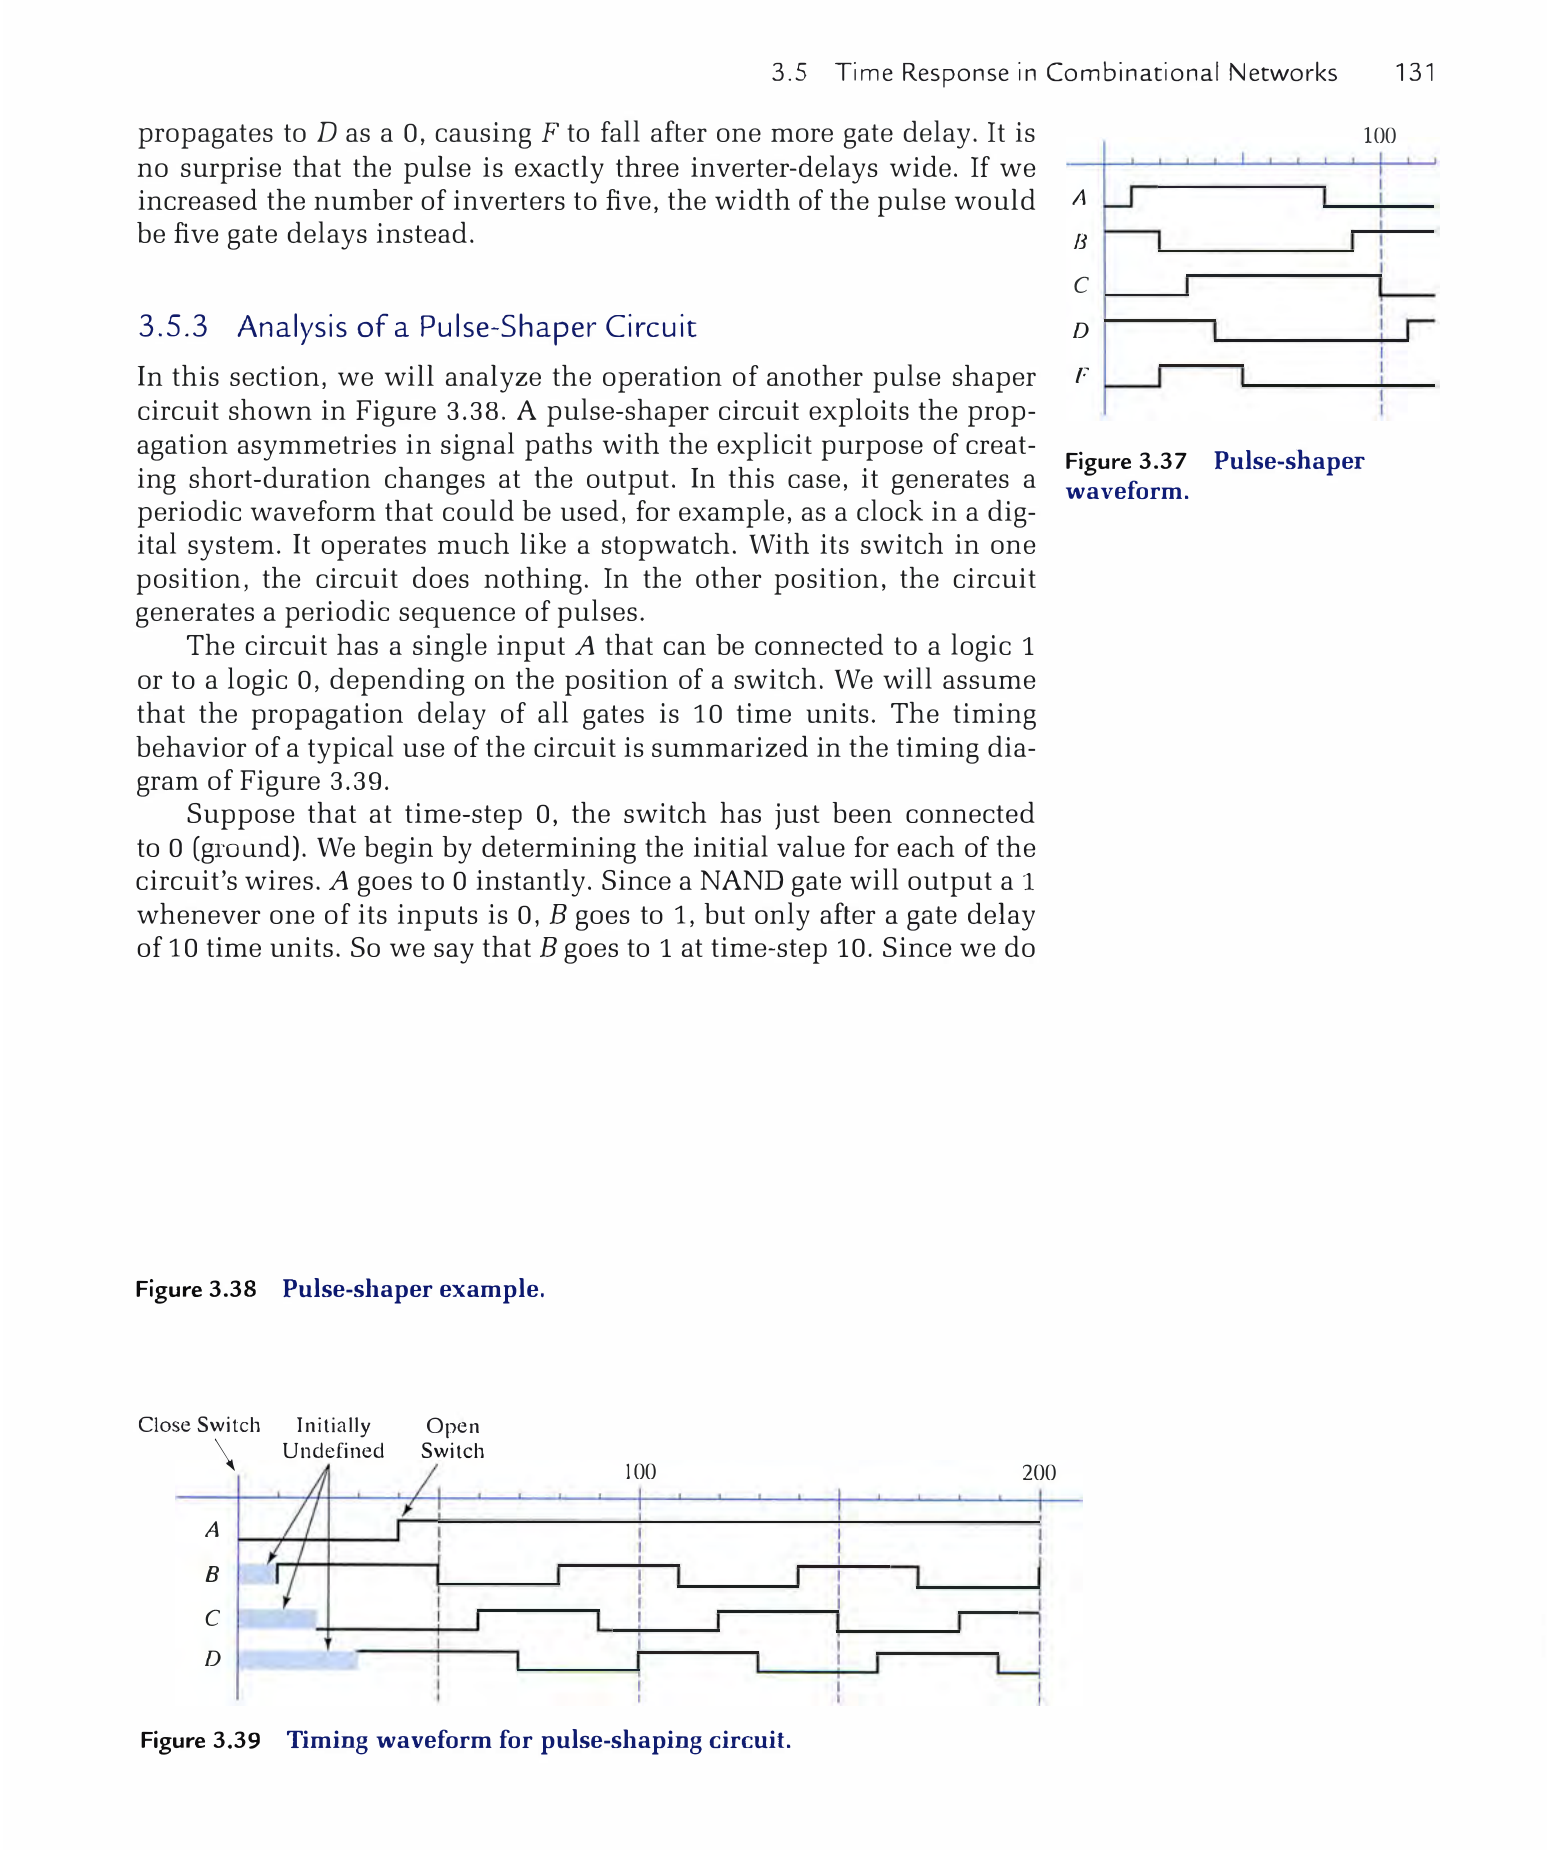 3.5 Time Response in Combinational Networks 131
propagates to D as a 0, causing F to fall after one more gate delay. It is
no surprise that the pulse is exactly three inverter-delays wide. If we
increased the number of inverters to five, the width of the pulse would
be five gate delays instead.
3.5.3 Analysis of a Pulse-Shaper Circuit
In this section, we will analyze the operation of another pulse shaper
circuit shown in Figure 3.38. A pulse-shaper circuit exploits the prop-
agation asymmetries in signal paths with the explicit purpose of creat-
ing short-duration changes at the output. In this case, it generates a
periodic waveform that could be used, for example, as a clock in a dig-
ital system. It operates much like a stopwatch. With its switch in one
position, the circuit does nothing. In the other position, the circuit
generates a periodic sequence of pulses.
The circuit has a single input A that can be connected to a logic 1
or to a logic 0, depending on the position of a switch. We will assume
that the propagation delay of all gates is 10 time units. The timing
behavior of a typical use of the circuit is summarized in the timing dia-
gram of Figure 3.39.
Suppose that at time-step 0, the switch has just been connected
to 0 (ground). We begin by determining the initial value for each of the
circuit's wires. A goes to 0 instantly. Since a NAND gate will output a 1
whenever one of its inputs is 0, B goes to 1, but only after a gate delay
of 10 time units. So we say that B goes to 1 at time-step 10. Since we do
100
A
B
C
D
F
Figure 3.37 Pulse-shaper
waveform.
Figure 3.38 Pulse-shaper example.
Close Switch Initially Open
Undefined Switch
100 200
A
B
C
D
Figure 3.39 Timing waveform for pulse-shaping circuit.